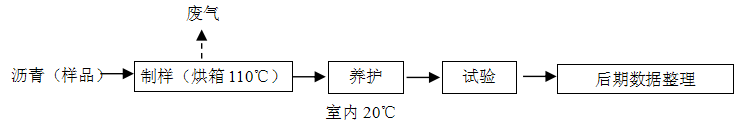 废气
沥青（样品）
制样（烘箱 110℃）
养护
试验
后期数据整理
室内 20℃